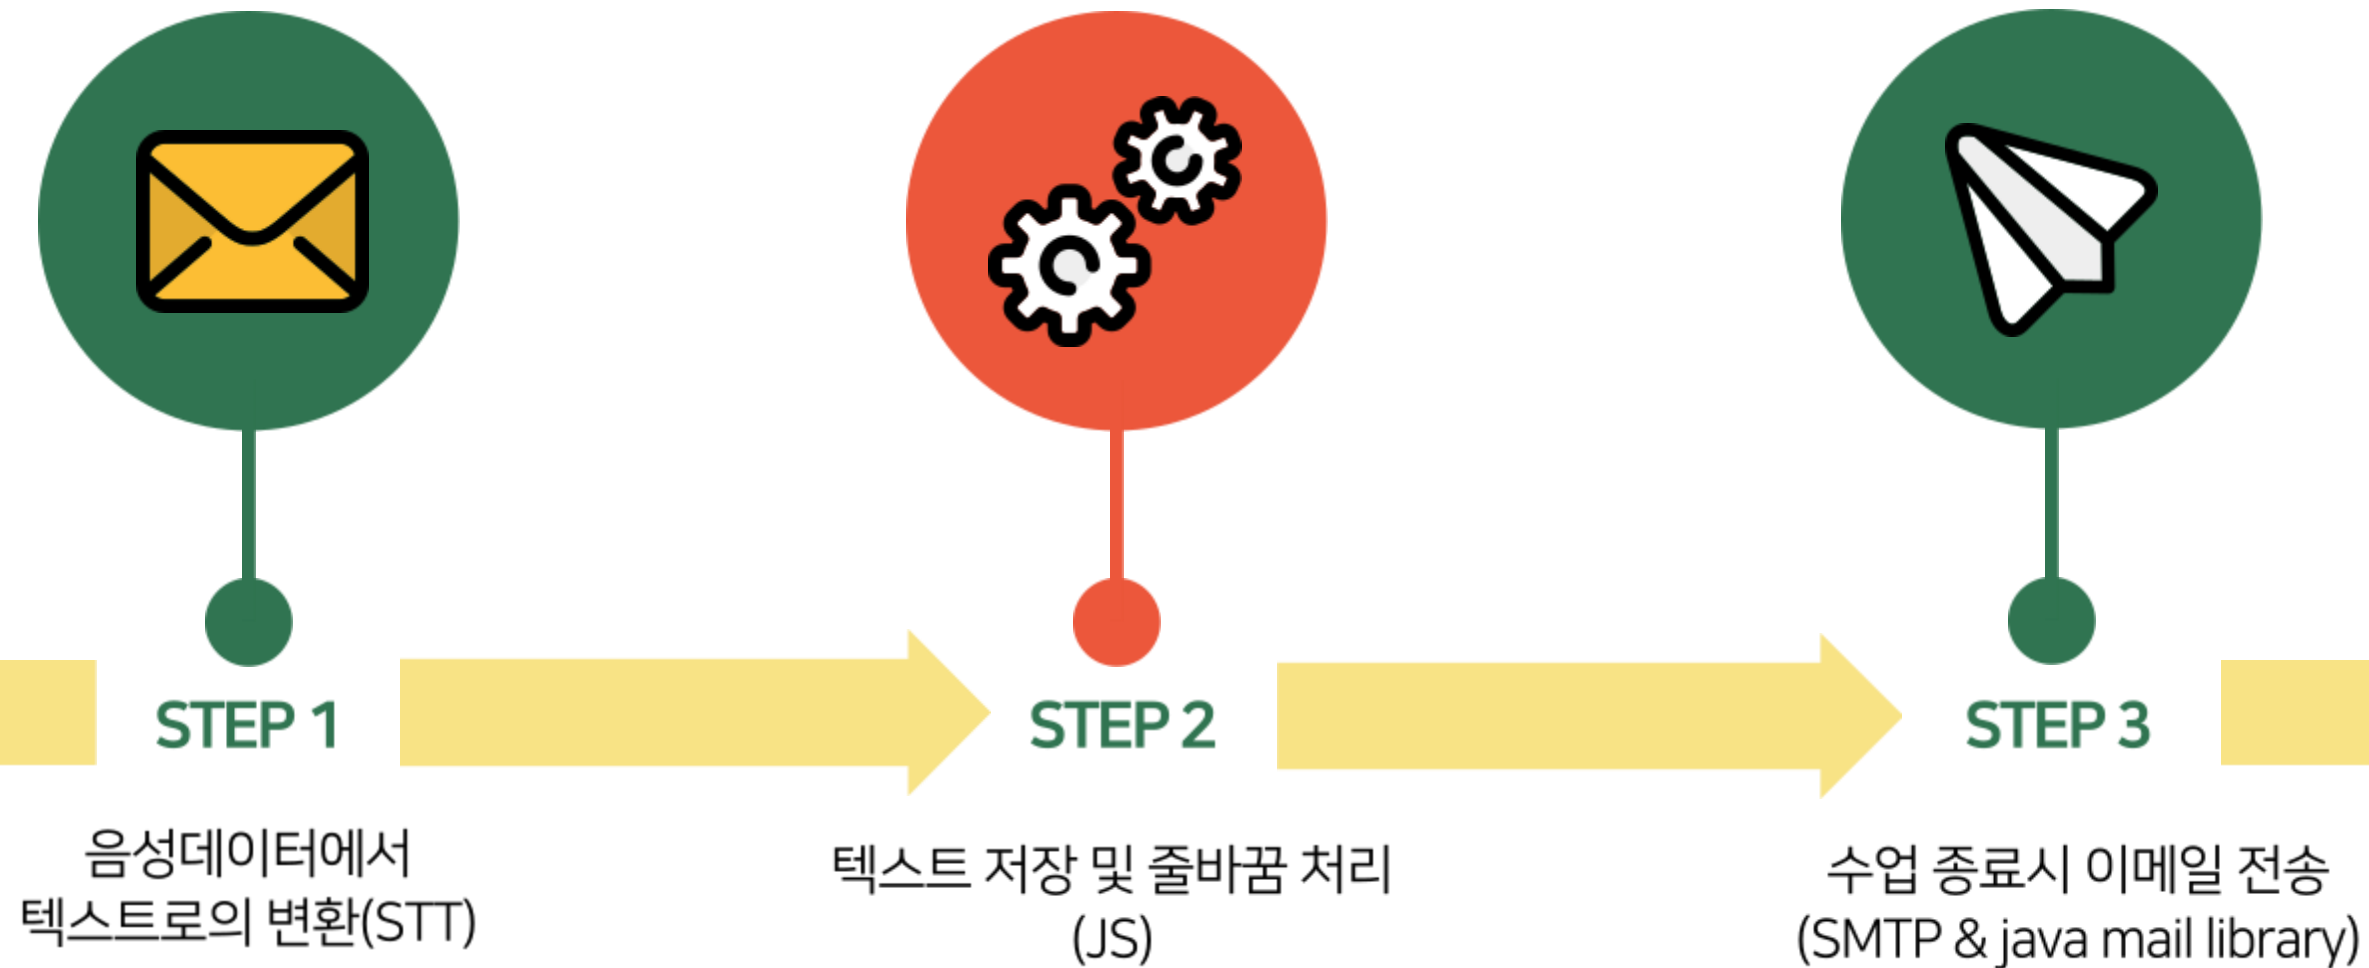 STEP 1
음성데이터에서
텍스트로의 변환(STT)
STEP 2
텍스트 저장 및 줄바꿈 처리
(JS)
STEP 3
수업 종료시 이메일 전송
(SMTP & java mail library)